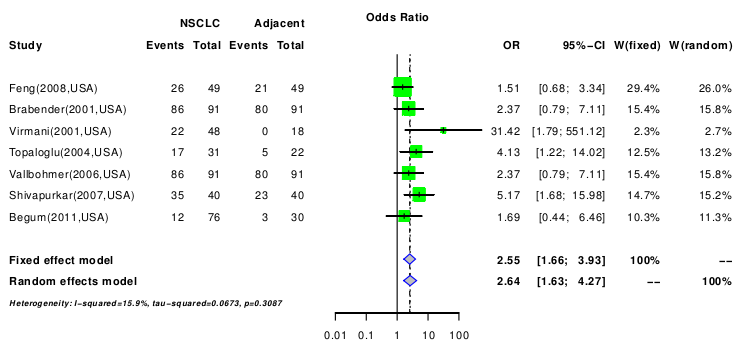 Odds Ratio
NSCLC Adjacent
Study Events Total Events Total OR 95%−CI W(fixed) W(random)
Feng(2008,USA) 26 49 21 49 1.51 [0.68; 3.34] 29.4% 26.0%
Brabender(2001,USA) 86 91 80 91 2.37 [0.79; 7.11] 15.4% 15.8%
Virmani(2001,USA) 22 48 0 18 31.42 [1.79; 551.12] 2.3% 2.7%
Topaloglu(2004,USA) 17 31 5 22 4.13 [1.22; 14.02] 12.5% 13.2%
Vallbohmer(2006,USA) 86 91 80 91 2.37 [0.79; 7.11] 15.4% 15.8%
Shivapurkar(2007,USA) 35 40 23 40 5.17 [1.68; 15.98] 14.7% 15.2%
Begum(2011,USA) 12 76 3 30 1.69 [0.44; 6.46] 10.3% 11.3%
Fixed effect model 2.55 [1.66; 3.93] 100% −−
Random effects model 2.64 [1.63; 4.27] −− 100%
Heterogeneity: I−squared=15.9%, tau−squared=0.0673, p=0.3087
0.01 0.1 1 10 100